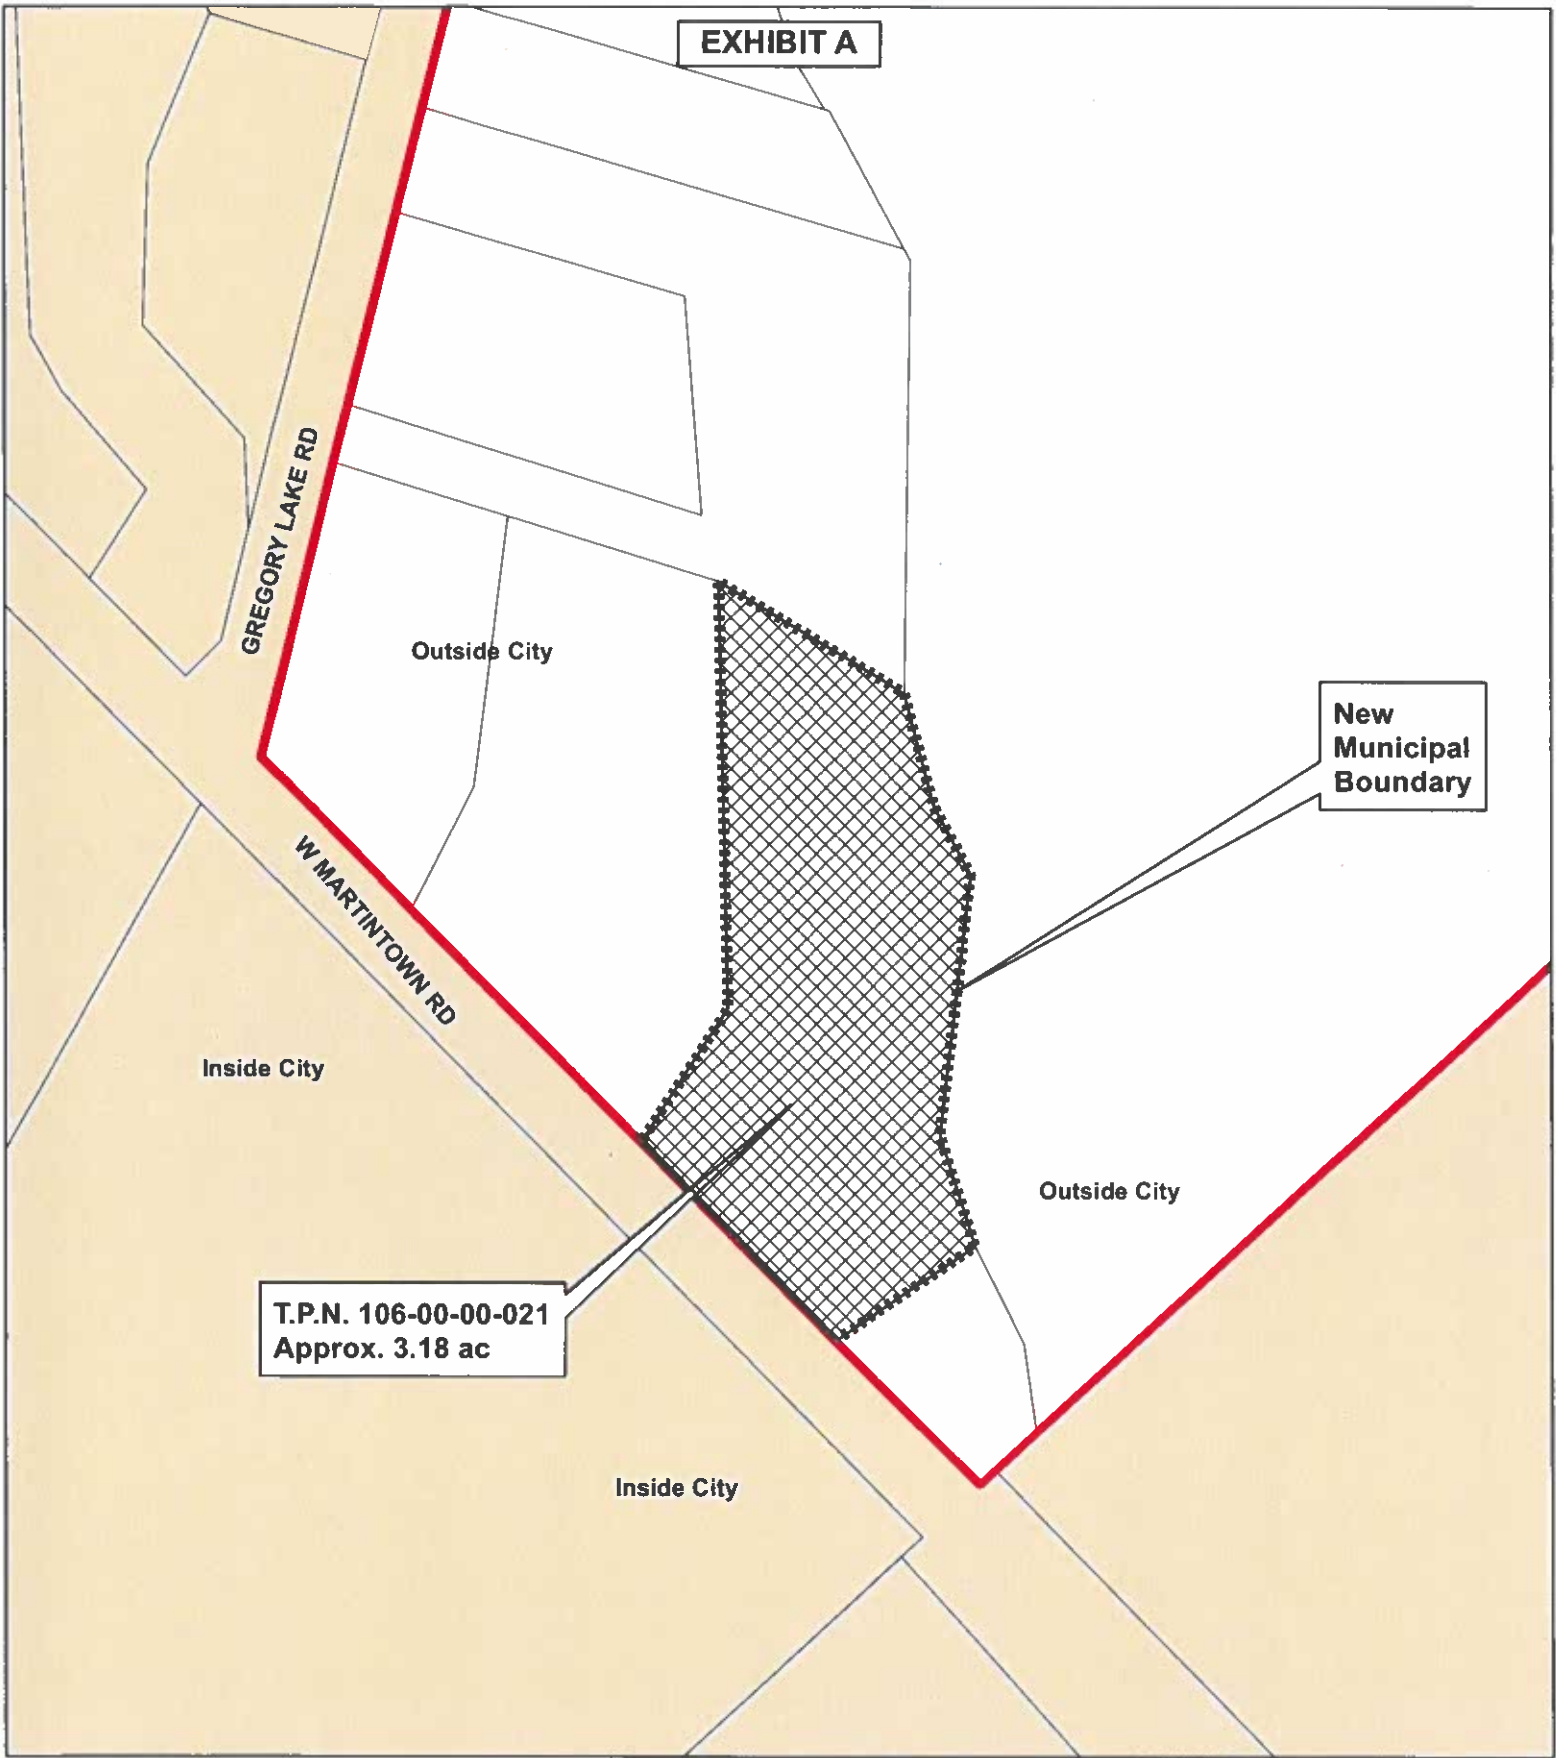 EXHIBIT A
GREGORY LAKE RD
Outside City
New
Municipal
Boundary
W MARTINTOWN RD
Inside City
Outside City
T.P.N. 106-00-00-021
Approx. 3.18 ac
Inside City